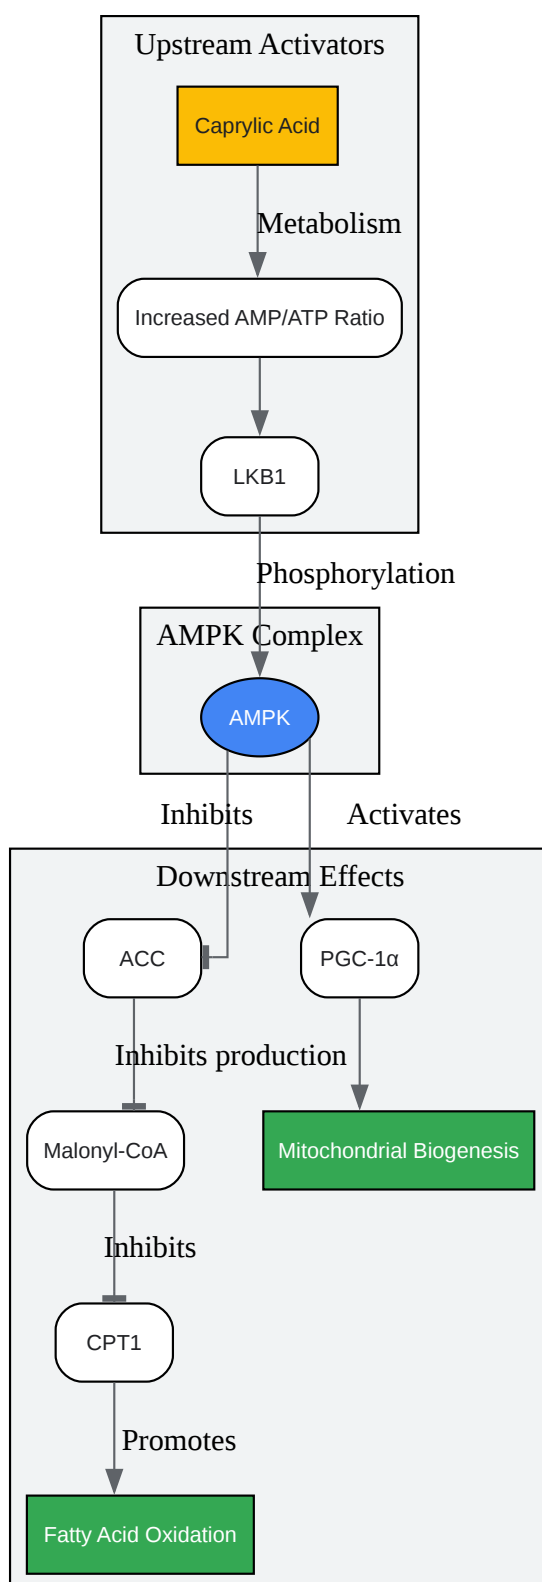 Upstream Activators
Caprylic Acid
Metabolism
Increased AMP/ATP Ratio
LKB1
Phosphorylation
AMPK Complex
AMPK
Inhibits
Activates
Downstream Effects
ACC
PGC-1α
Inhibits production
Malonyl-CoA
Mitochondrial Biogenesis
Inhibits
CPT1
Promotes
Fatty Acid Oxidation